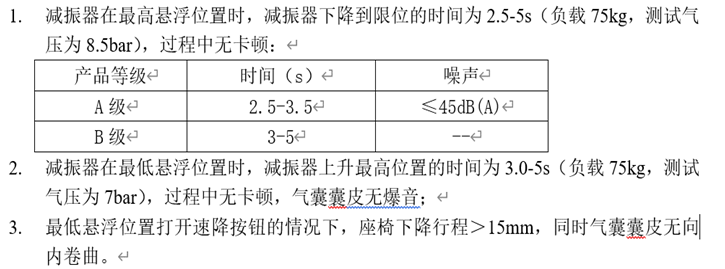 1. 减振器在最高悬浮位置时，减振器下降到限位的时间为 2.5-5s（负载 75kg，测试气
压为 8.5bar），过程中无卡顿：
产品等级 时间（s） 噪声
A 级 2.5-3.5 ≤45dB(A)
B 级 3-5 --
2. 减振器在最低悬浮位置时，减振器上升最高位置的时间为 3.0-5s（负载 75kg，测试
气压为 7bar），过程中无卡顿，气囊囊皮无爆音；
3. 最低悬浮位置打开速降按钮的情况下，座椅下降行程＞15mm，同时气囊囊皮无向
内卷曲。